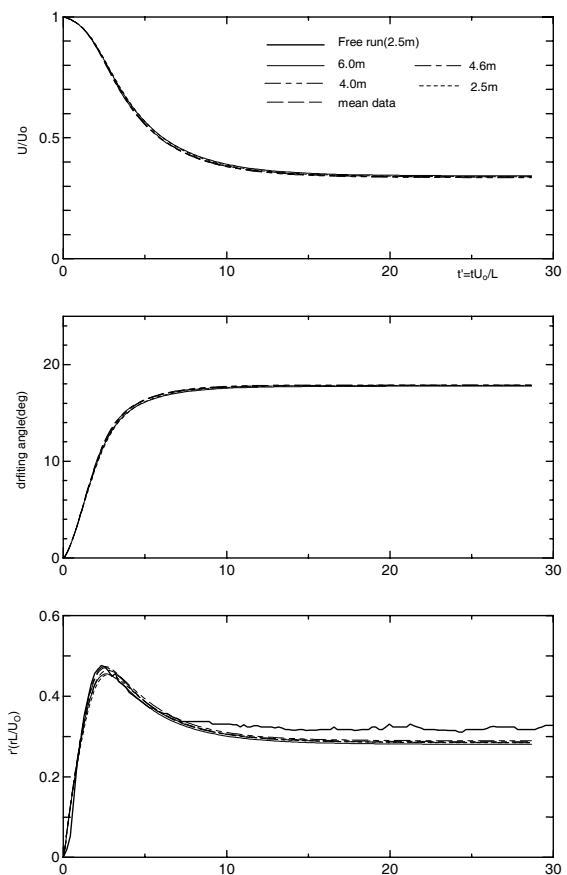 1
Free run(2.5m)
6.0m 4.6m
4.0m 2.5m
mean data
U/Uo
0.5
0
0 10 20 30
t'=tUo/L
20
drfiting angle(deg)
10
0
0 10 20 30
0.6
0.4
r'(rL/UO)
0.2
0
0 10 20 30